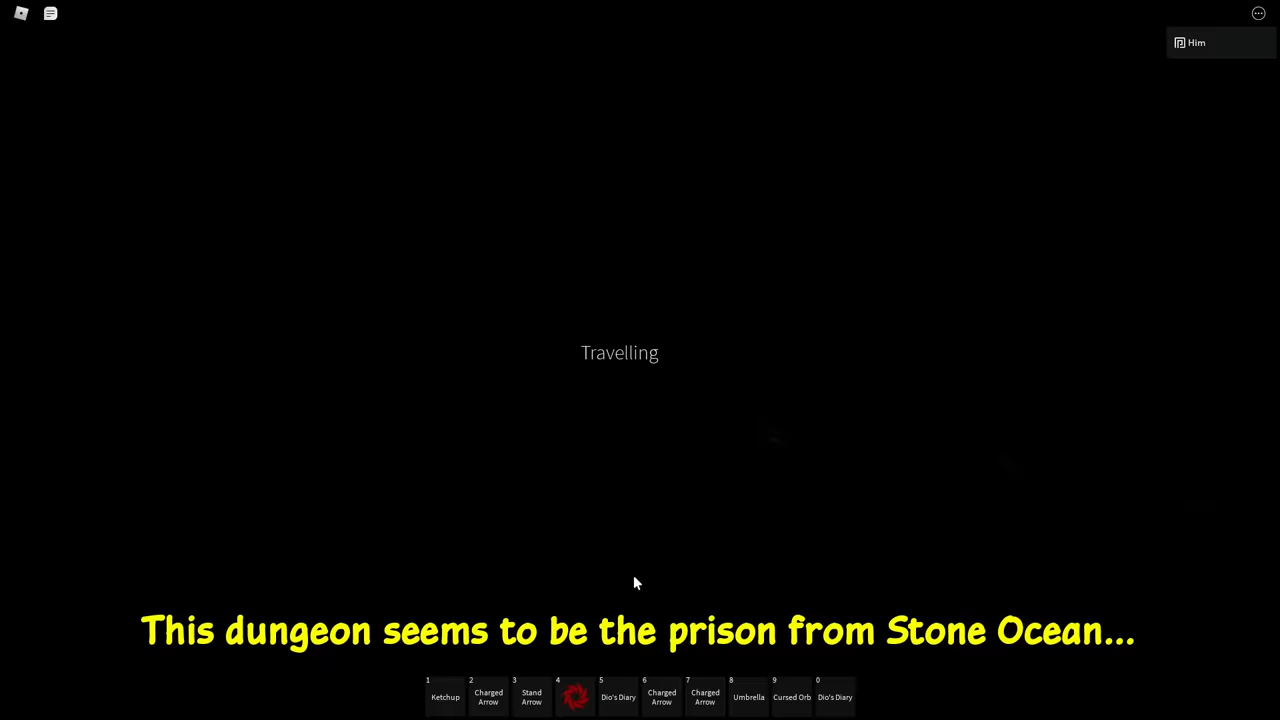 Him
Travelling
This dungeon seems to be the prison from Stone Ocean...
1 2 3 4 5 6 7 8 9 0
Ketchup Charged Arrow Stand Arrow Dio's Diary Charged Arrow Charged Arrow Umbrella Cursed Orb Dio's Diary